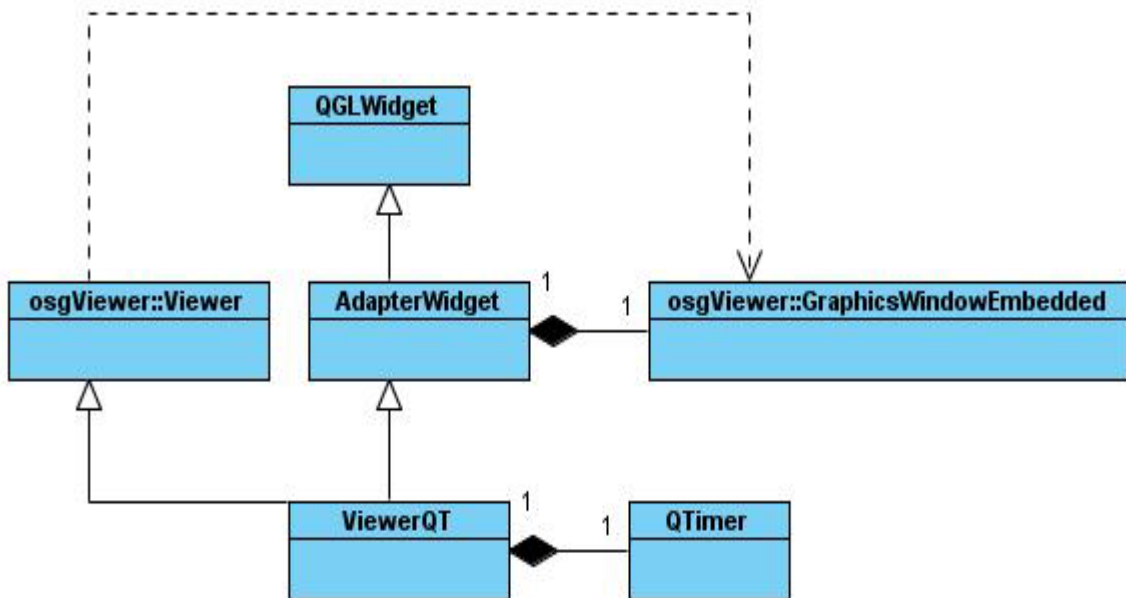 QGLWidget
osgViewer::Viewer
AdapterWidget
1
1
osgViewer::GraphicsWindowEmbedded
ViewerQT
1
1
QTimer